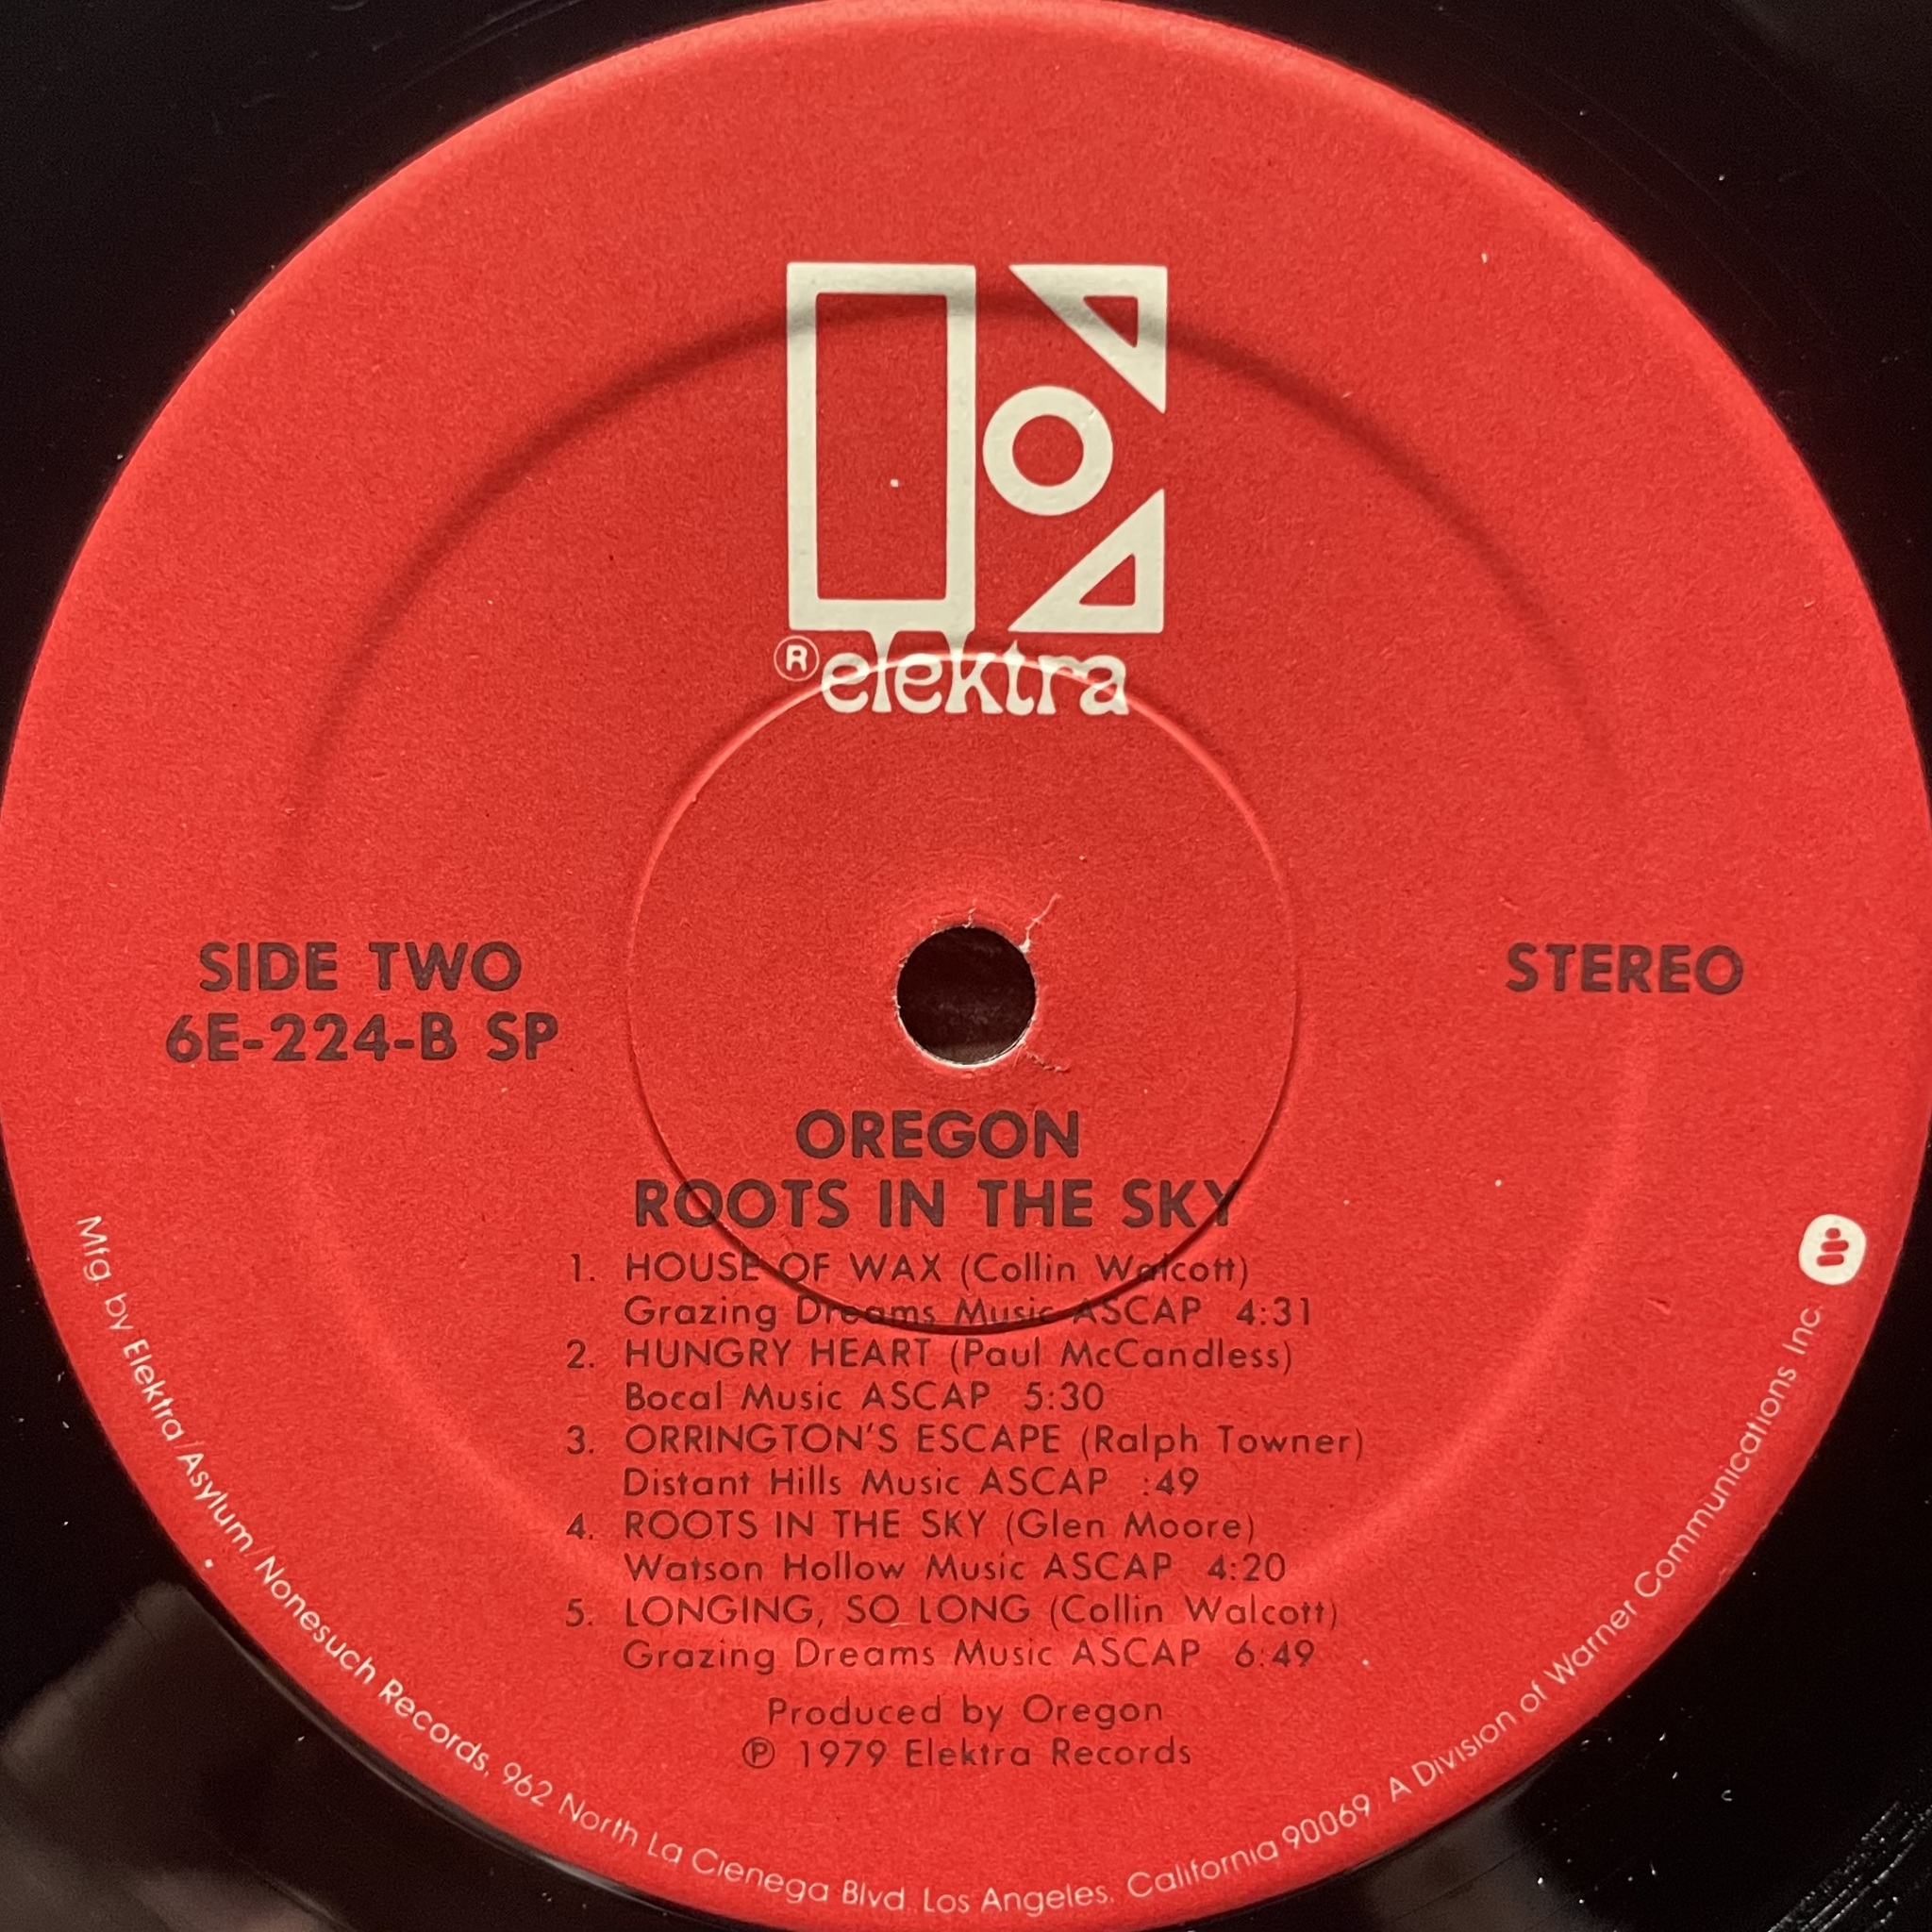 ® elektra
SIDE TWO
6E-224-B SP
STEREO
OREGON
ROOTS IN THE SKY
1. HOUSE OF WAX (Collin Walcott)
Grazing Dreams Music ASCAP 4:31
2. HUNGRY HEART (Paul McCandless)
Bocal Music ASCAP 5:30
3. ORRINGTON'S ESCAPE (Ralph Towner)
Distant Hills Music ASCAP :49
4. ROOTS IN THE SKY (Glen Moore)
Watson Hollow Music ASCAP 4:20
5. LONGING, SO LONG (Collin Walcott)
Grazing Dreams Music ASCAP 6:49
Produced by Oregon
℗ 1979 Elektra Records
Mfg. by Elektra/Asylum/Nonesuch Records, 962 North La Cienega Blvd. Los Angeles, California 90069 A Division of Warner Communications Inc.